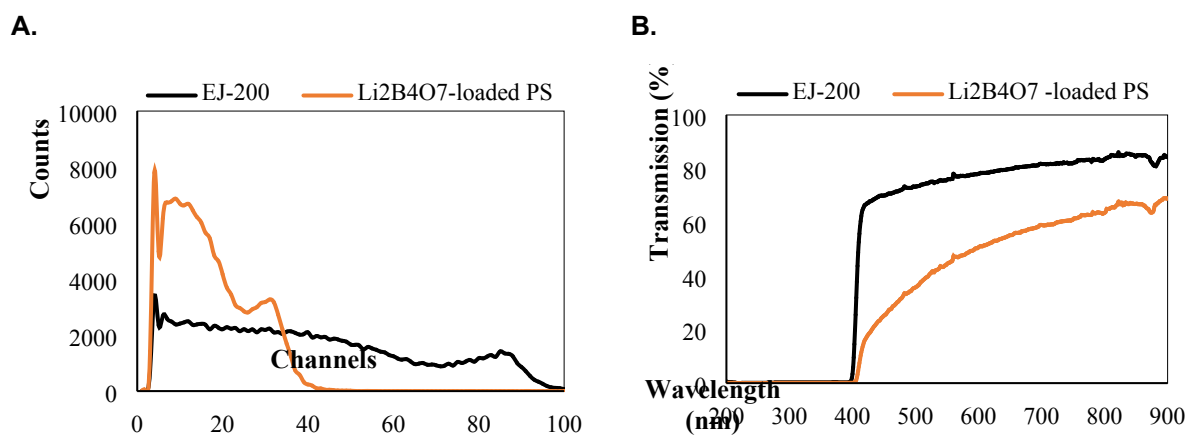 A.
B.
EJ-200 Li2B4O7-loaded PS
Counts
10000
8000
6000
4000
2000
0
0 20 40 60 80 100
Channels
EJ-200 Li2B4O7 -loaded PS
Transmission (%)
100
80
60
40
20
0
200 300 400 500 600 700 800 900
Wavelength
(nm)